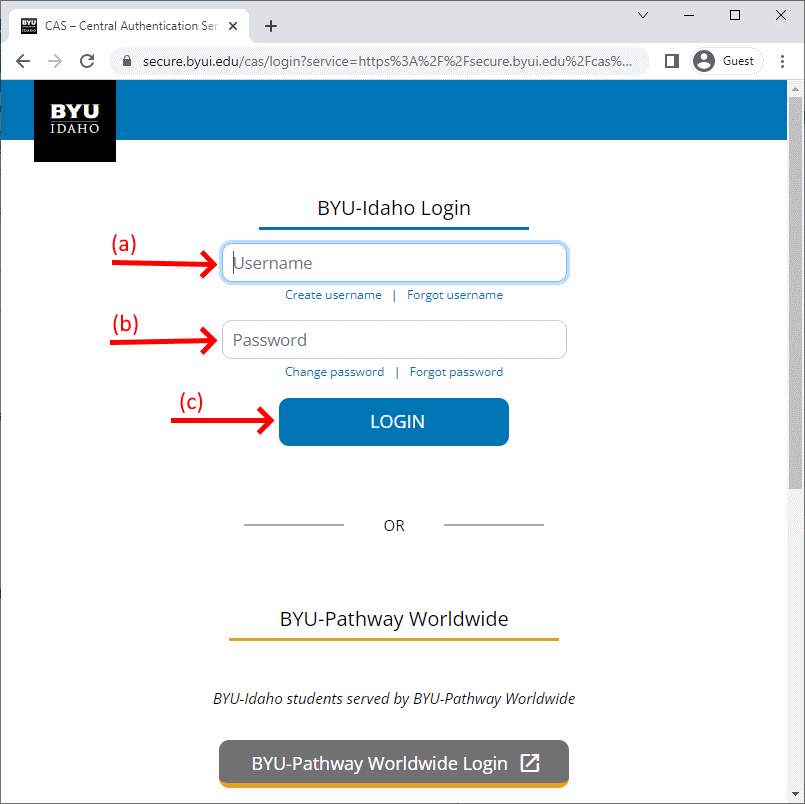 CAS – Central Authentication Ser
secure.byui.edu/cas/login?service=https%3A%2F%2Fsecure.byui.edu%2Fcas%...
Guest
BYU
IDAHO
BYU-Idaho Login
(a)
Username
Create username | Forgot username
(b)
Password
Change password | Forgot password
(c)
LOGIN
OR
BYU-Pathway Worldwide
BYU-Idaho students served by BYU-Pathway Worldwide
BYU-Pathway Worldwide Login